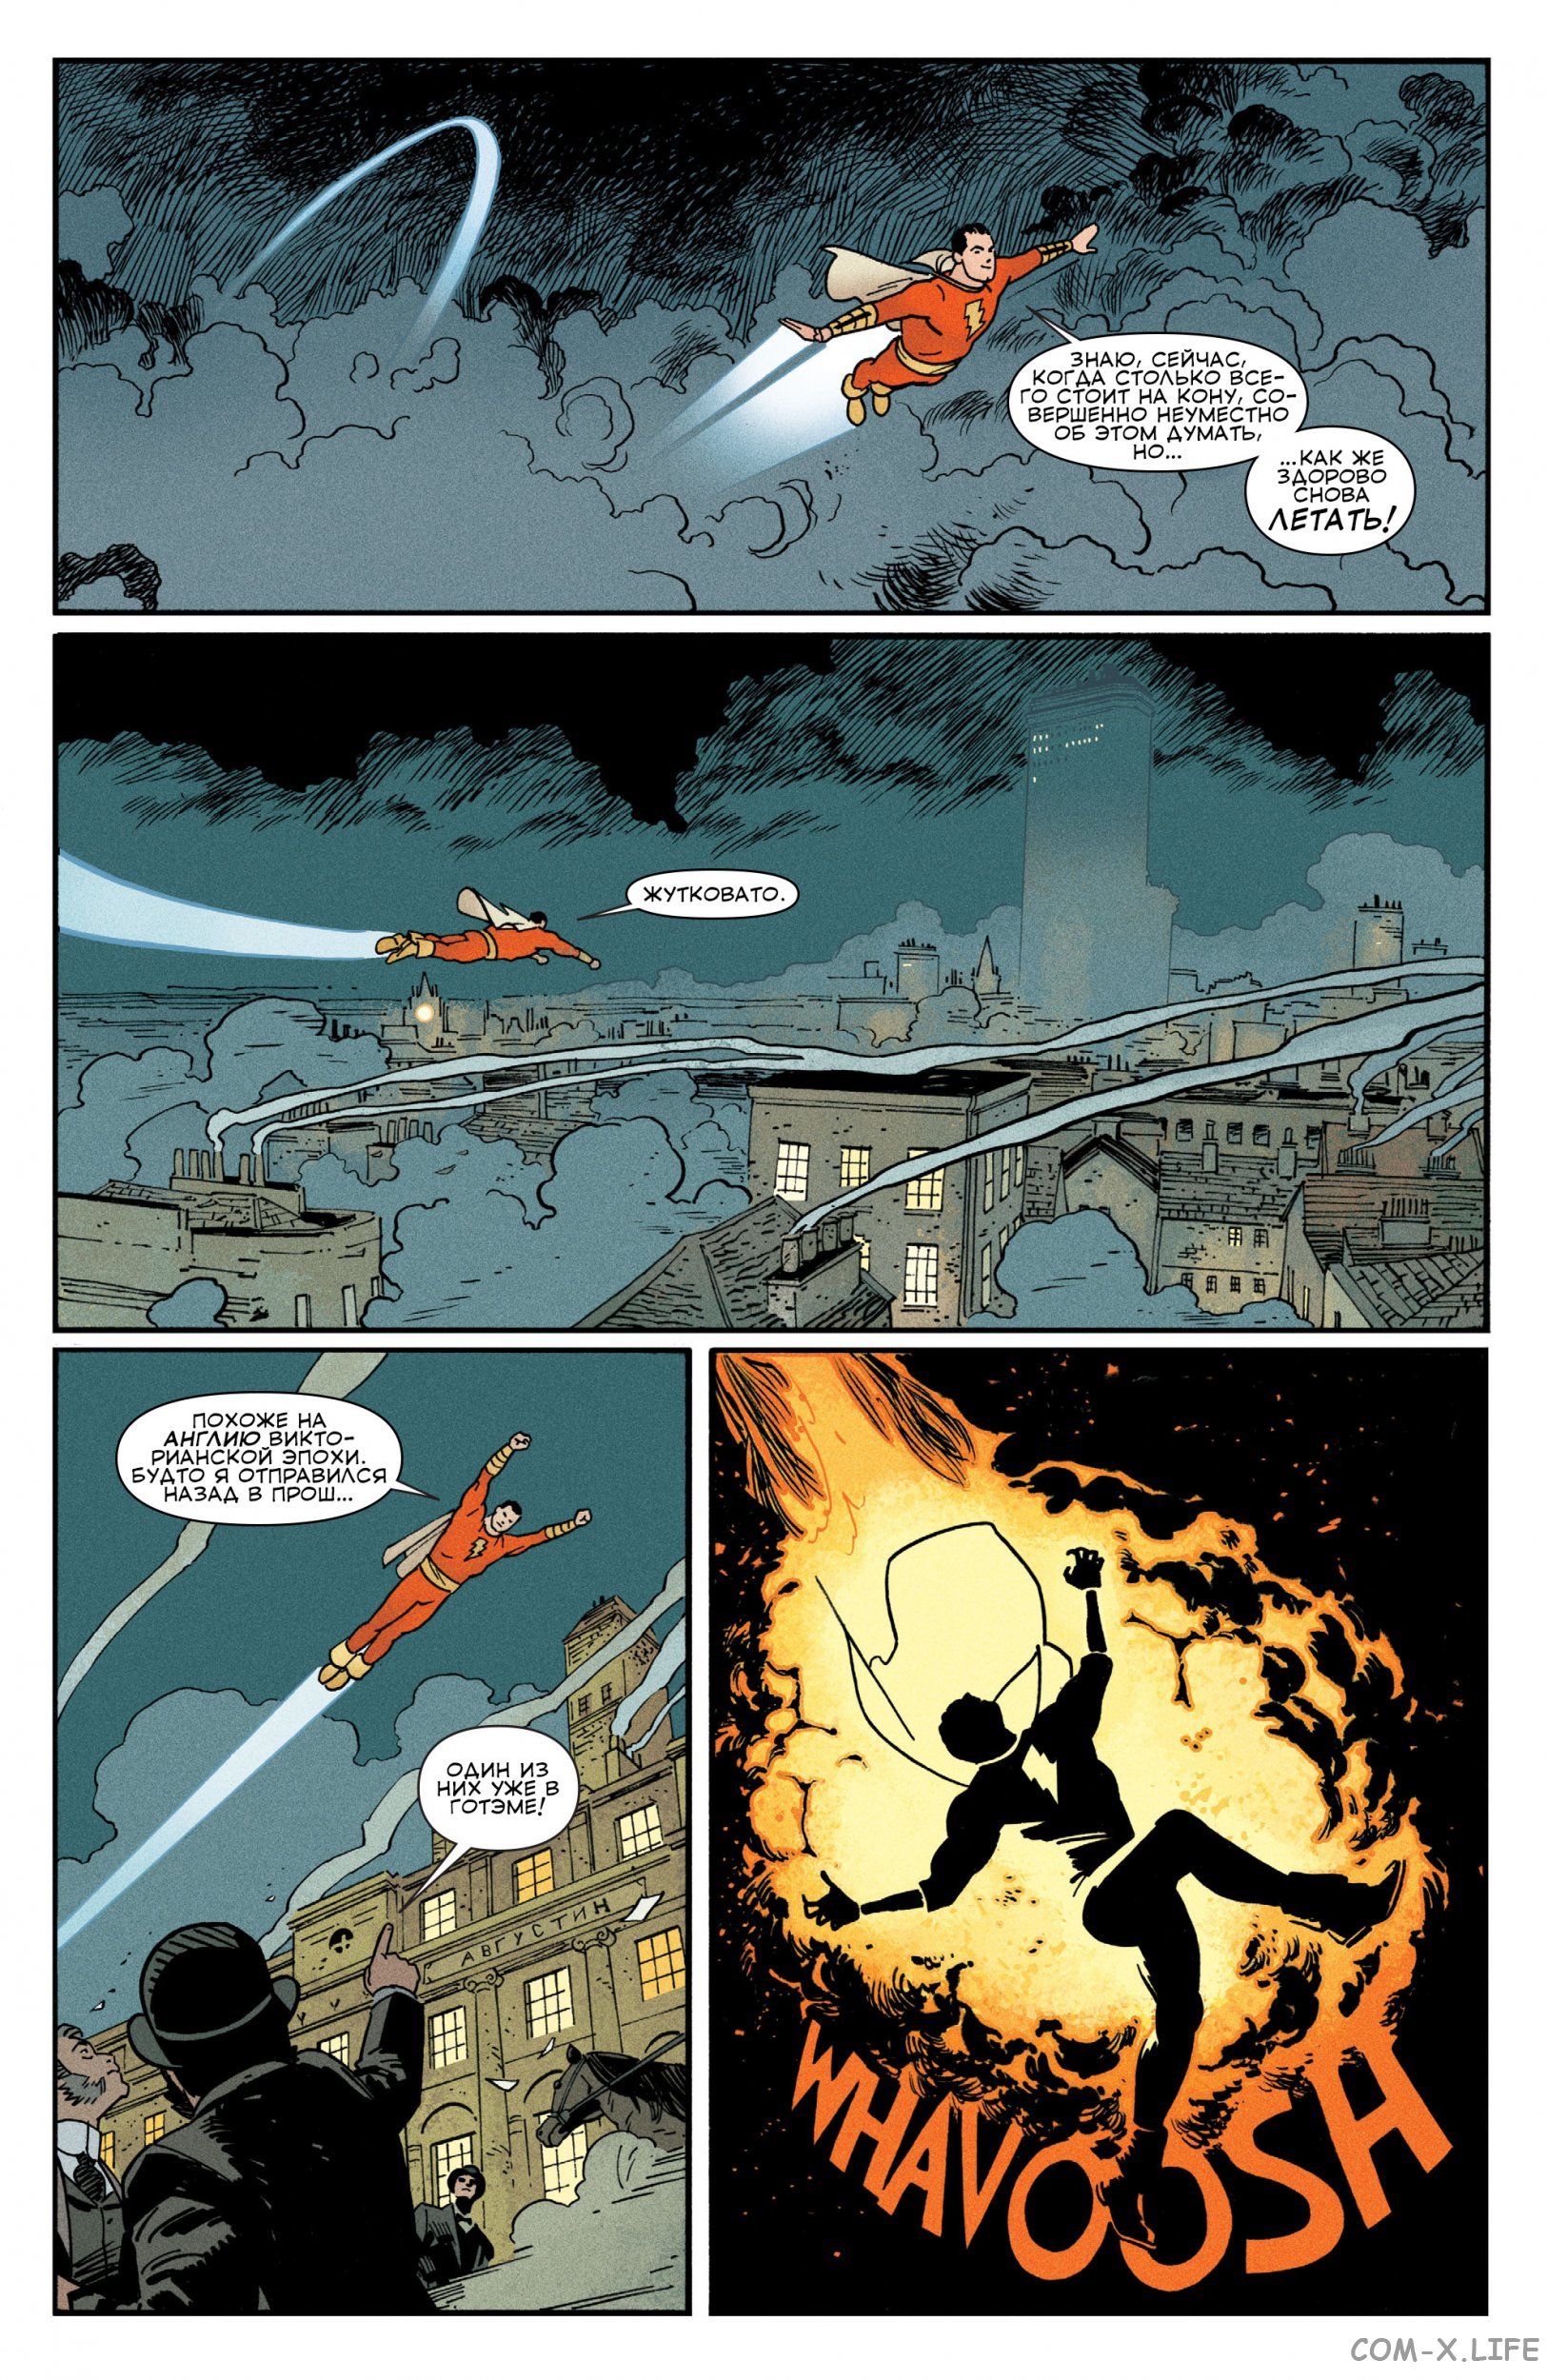 ЗНАЮ, СЕЙЧАС,
КОГДА СТОЛЬКО ВСЕ-
ГО СТОИТ НА КОНУ, СО-
ВЕРШЕННО НЕУМЕСТНО
ОБ ЭТОМ ДУМАТЬ,
НО...
...КАК ЖЕ
ЗДОРОВО
СНОВА
ЛЕТАТЬ!
ЖУТКОВАТО.
ПОХОЖЕ НА
АНГЛИЮ ВИКТО-
РИАНСКОЙ ЭПОХИ.
БУДТО Я ОТПРАВИЛСЯ
НАЗАД В ПРОШ...
ОДИН ИЗ
НИХ УЖЕ В
ГОТЭМЕ!
АВГУСТИН
WHAVOOSH
COM-X.LIFE